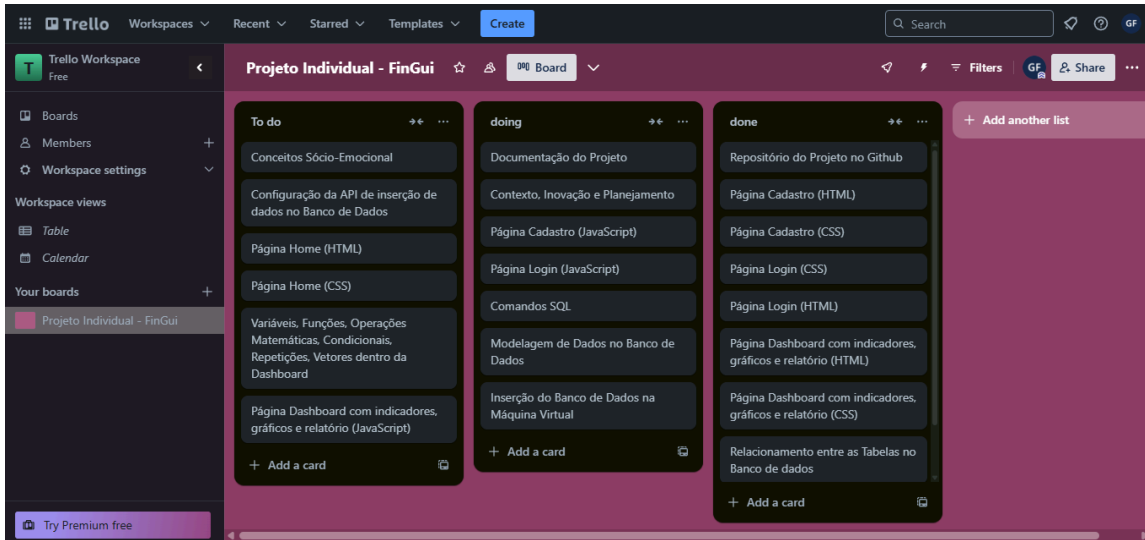 Trello
Workspaces
Recent
Starred
Templates
Create
Search
GF
T
Trello Workspace
Free
Boards
Members
Workspace settings
Workspace views
Table
Calendar
Your boards
Projeto Individual - FinGui
Try Premium free
Projeto Individual - FinGui
Board
Filters
GF
Share
To do
Conceitos Sócio-Emocional
Configuração da API de inserção de
dados no Banco de Dados
Página Home (HTML)
Página Home (CSS)
Variáveis, Funções, Operações
Matemáticas, Condicionais,
Repetições, Vetores dentro da
Dashboard
Página Dashboard com indicadores,
gráficos e relatório (JavaScript)
+ Add a card
doing
Documentação do Projeto
Contexto, Inovação e Planejamento
Página Cadastro (JavaScript)
Página Login (JavaScript)
Comandos SQL
Modelagem de Dados no Banco de
Dados
Inserção do Banco de Dados na
Máquina Virtual
+ Add a card
done
Repositório do Projeto no Github
Página Cadastro (HTML)
Página Cadastro (CSS)
Página Login (CSS)
Página Login (HTML)
Página Dashboard com indicadores,
gráficos e relatório (HTML)
Página Dashboard com indicadores,
gráficos e relatório (CSS)
Relacionamento entre as Tabelas no
Banco de dados
+ Add a card
+ Add another list